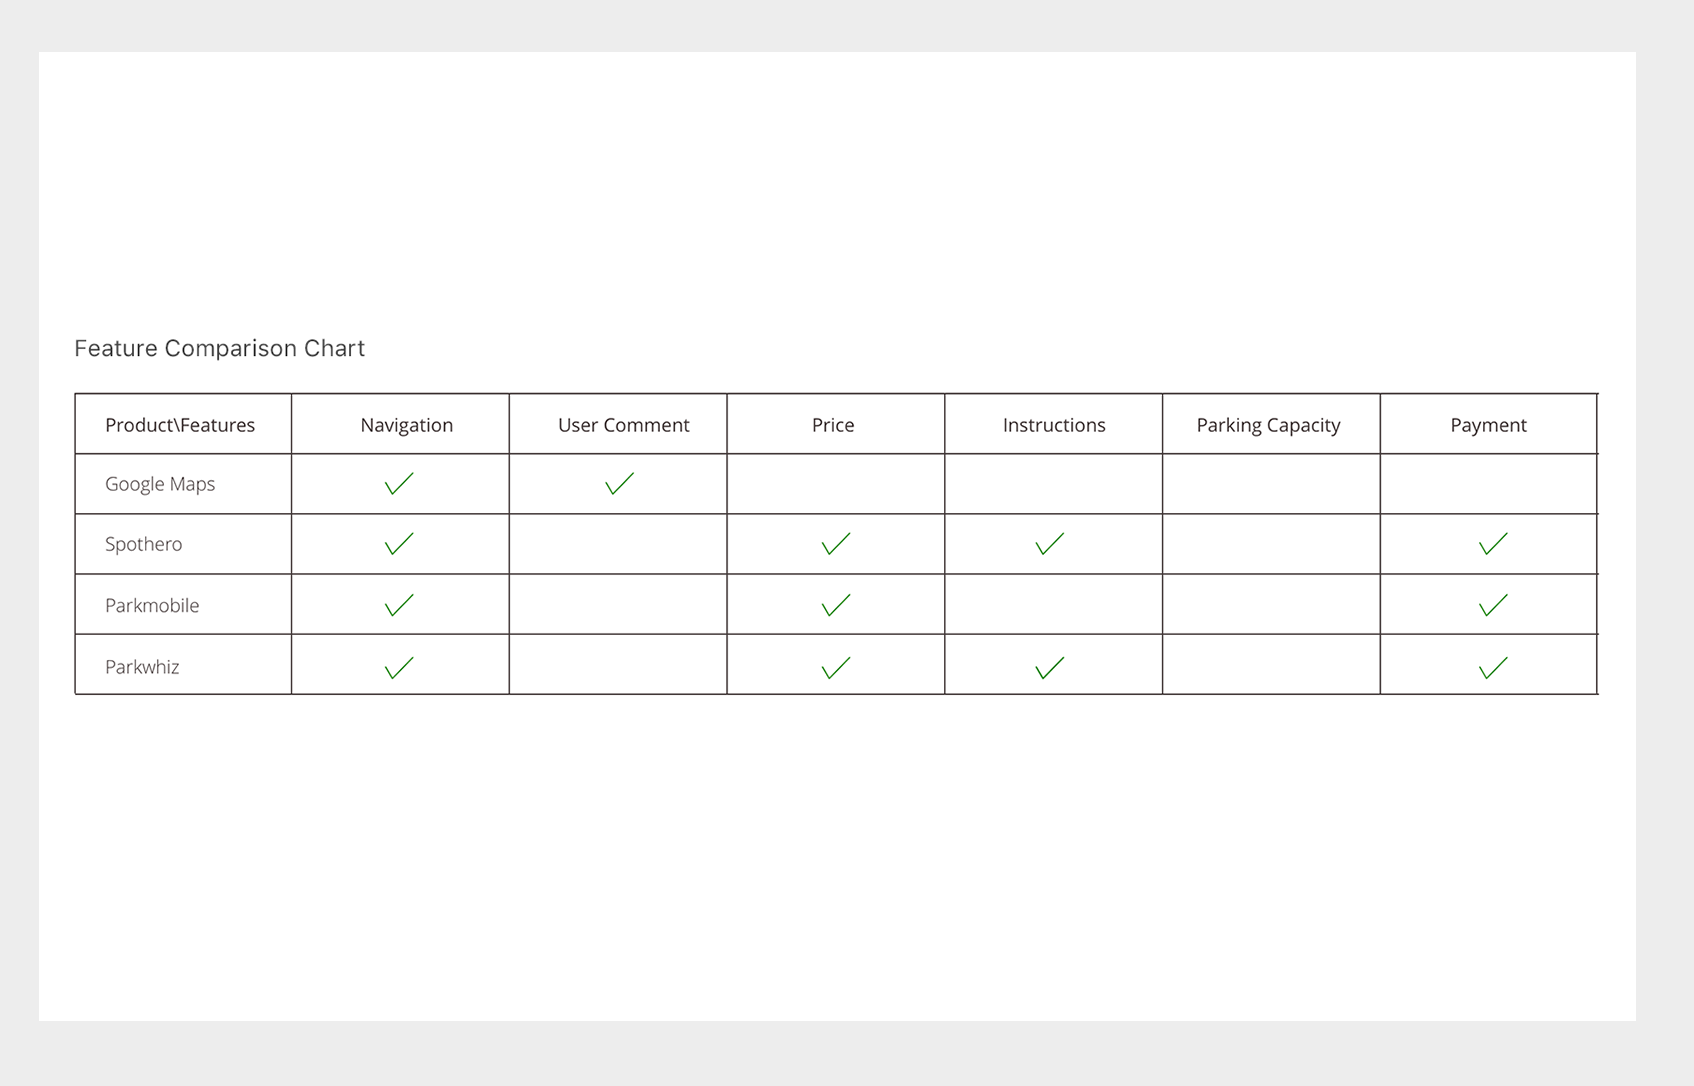 Feature Comparison Chart
Product\Features Navigation User Comment Price Instructions Parking Capacity Payment
Google Maps ✓ ✓
Spothero ✓ ✓ ✓ ✓
Parkmobile ✓ ✓ ✓
Parkwhiz ✓ ✓ ✓ ✓